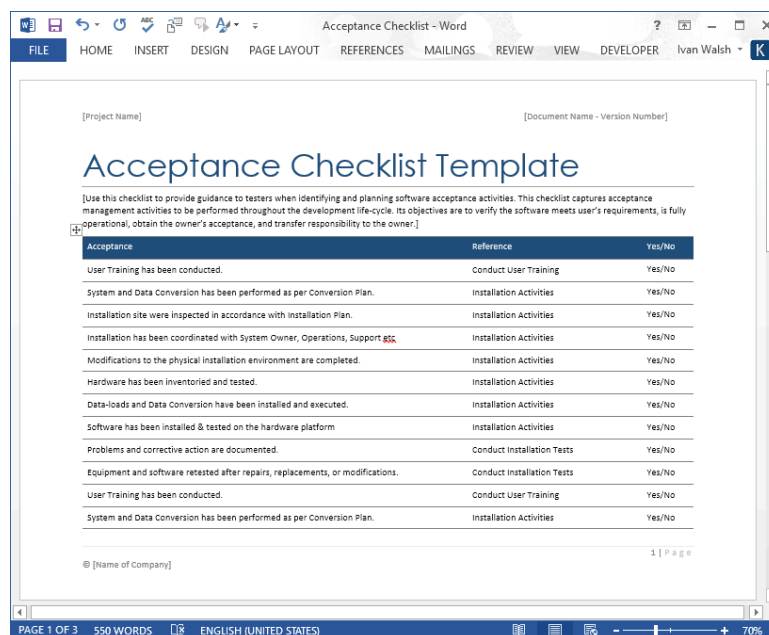 ABC
Acceptance Checklist - Word
?
FILE HOME INSERT DESIGN PAGE LAYOUT REFERENCES MAILINGS REVIEW VIEW DEVELOPER Ivan Walsh K
[Project Name] [Document Name - Version Number]
Acceptance Checklist Template
[Use this checklist to provide guidance to testers when identifying and planning software acceptance activities. This checklist captures acceptance
management activities to be performed throughout the development life-cycle. Its objectives are to verify the software meets user's requirements, is fully
operational, obtain the owner's acceptance, and transfer responsibility to the owner.]
Acceptance Reference Yes/No
User Training has been conducted. Conduct User Training Yes/No
System and Data Conversion has been performed as per Conversion Plan. Installation Activities Yes/No
Installation site were inspected in accordance with Installation Plan. Installation Activities Yes/No
Installation has been coordinated with System Owner, Operations, Support etc Installation Activities Yes/No
Modifications to the physical installation environment are completed. Installation Activities Yes/No
Hardware has been inventoried and tested. Installation Activities Yes/No
Data-loads and Data Conversion have been installed and executed. Installation Activities Yes/No
Software has been installed & tested on the hardware platform Installation Activities Yes/No
Problems and corrective action are documented. Conduct Installation Tests Yes/No
Equipment and software retested after repairs, replacements, or modifications. Conduct Installation Tests Yes/No
User Training has been conducted. Conduct User Training Yes/No
System and Data Conversion has been performed as per Conversion Plan. Installation Activities Yes/No
1 | Page
© [Name of Company]
PAGE 1 OF 3 550 WORDS ENGLISH (UNITED STATES) 70%